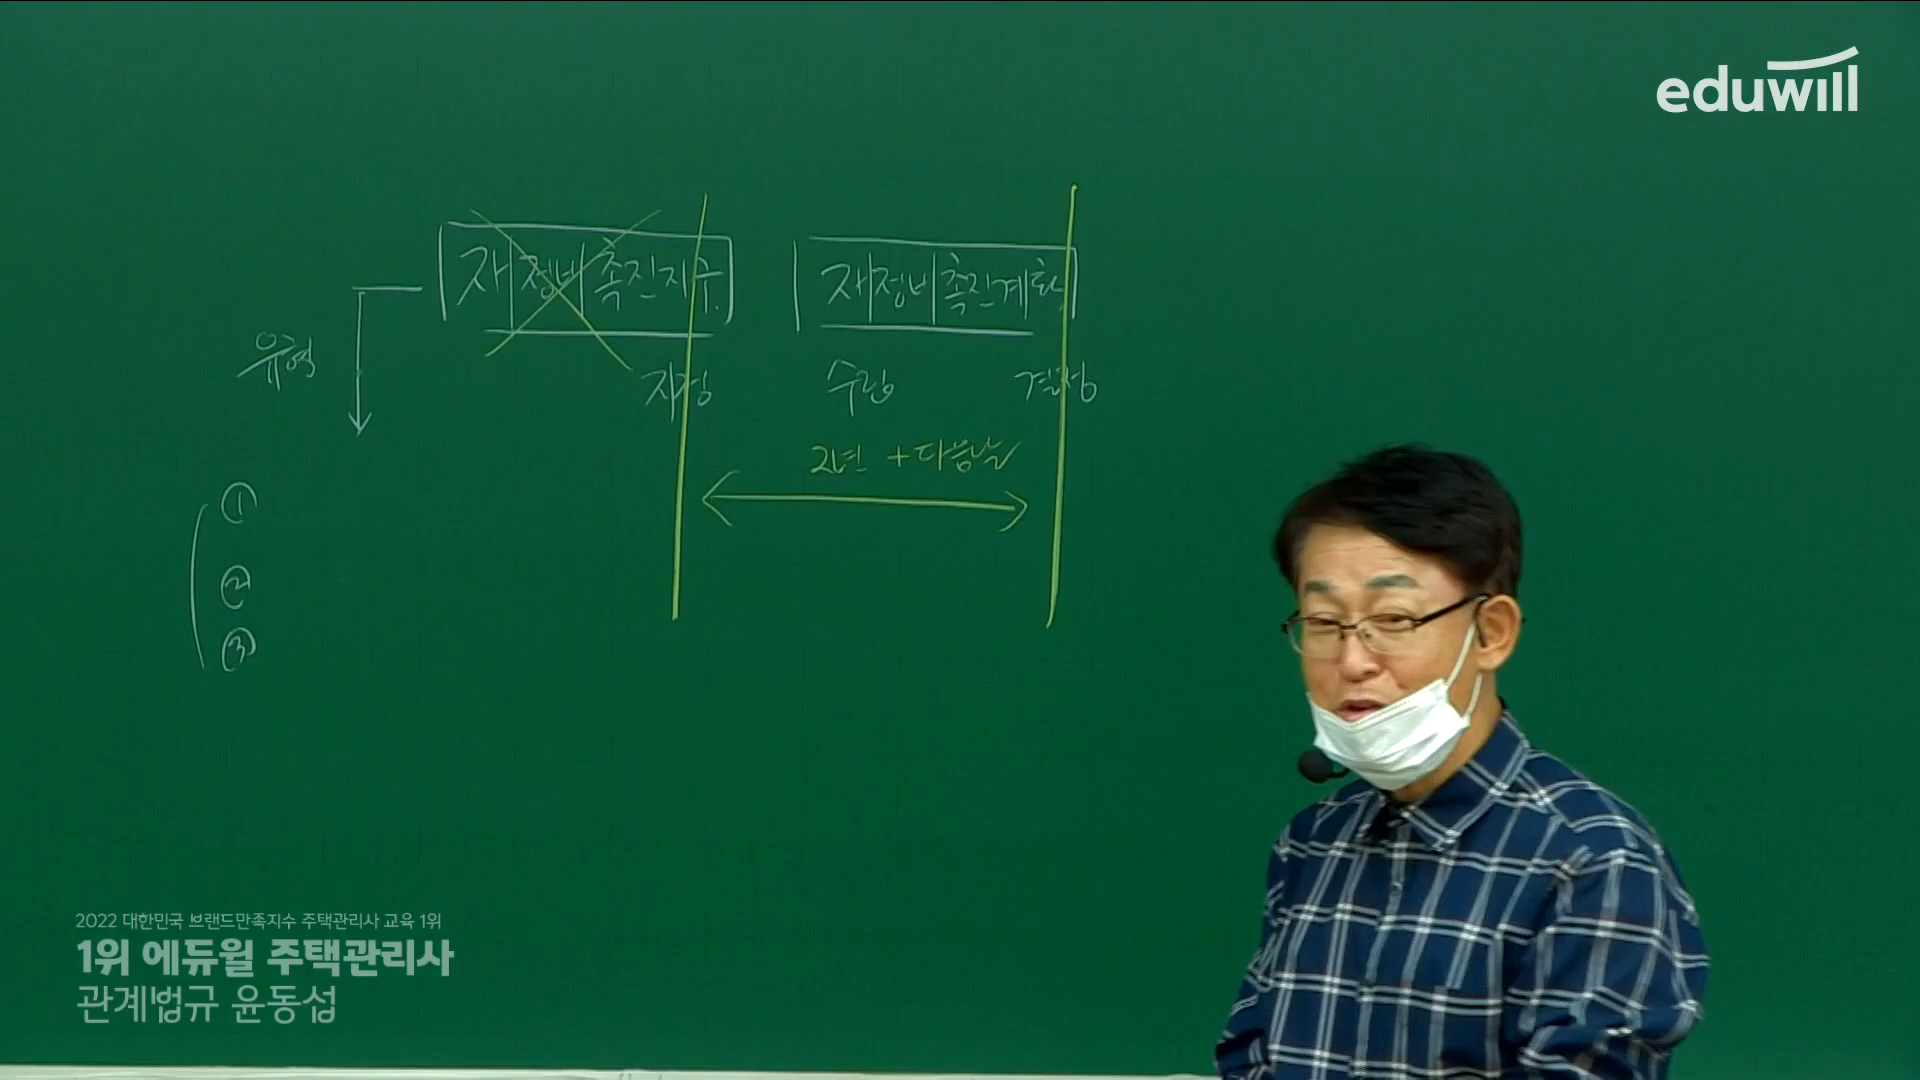 eduwill
재정비촉진지구
재정비촉진계획
유형
지정
수립
결정
2년 +다음날
①
②
③
2022 대한민국 브랜드만족지수 주택관리사 교육 1위
1위 에듀윌 주택관리사
관계법규 윤동섭